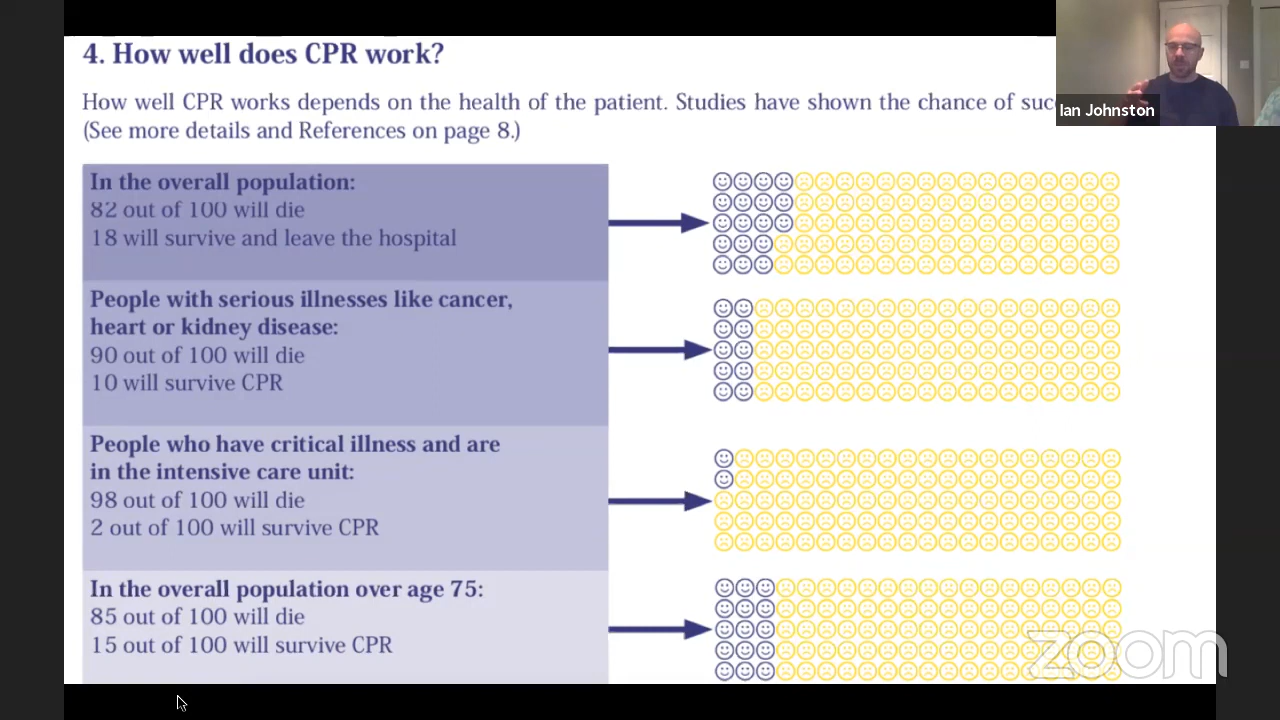 4. How well does CPR work?
How well CPR works depends on the health of the patient. Studies have shown the chance of
(See more details and References on page 8.)
Ian Johnston
In the overall population:
82 out of 100 will die
18 will survive and leave the hospital
People with serious illnesses like cancer,
heart or kidney disease:
90 out of 100 will die
10 will survive CPR
People who have critical illness and are
in the intensive care unit:
98 out of 100 will die
2 out of 100 will survive CPR
In the overall population over age 75:
85 out of 100 will die
15 out of 100 will survive CPR
zoom